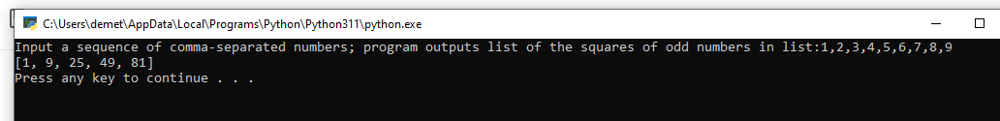 C:\Users\demet\AppData\Local\Programs\Python\Python311\python.exe
Input a sequence of comma-separated numbers; program outputs list of the squares of odd numbers in list:1,2,3,4,5,6,7,8,9
[1, 9, 25, 49, 81]
Press any key to continue . . .